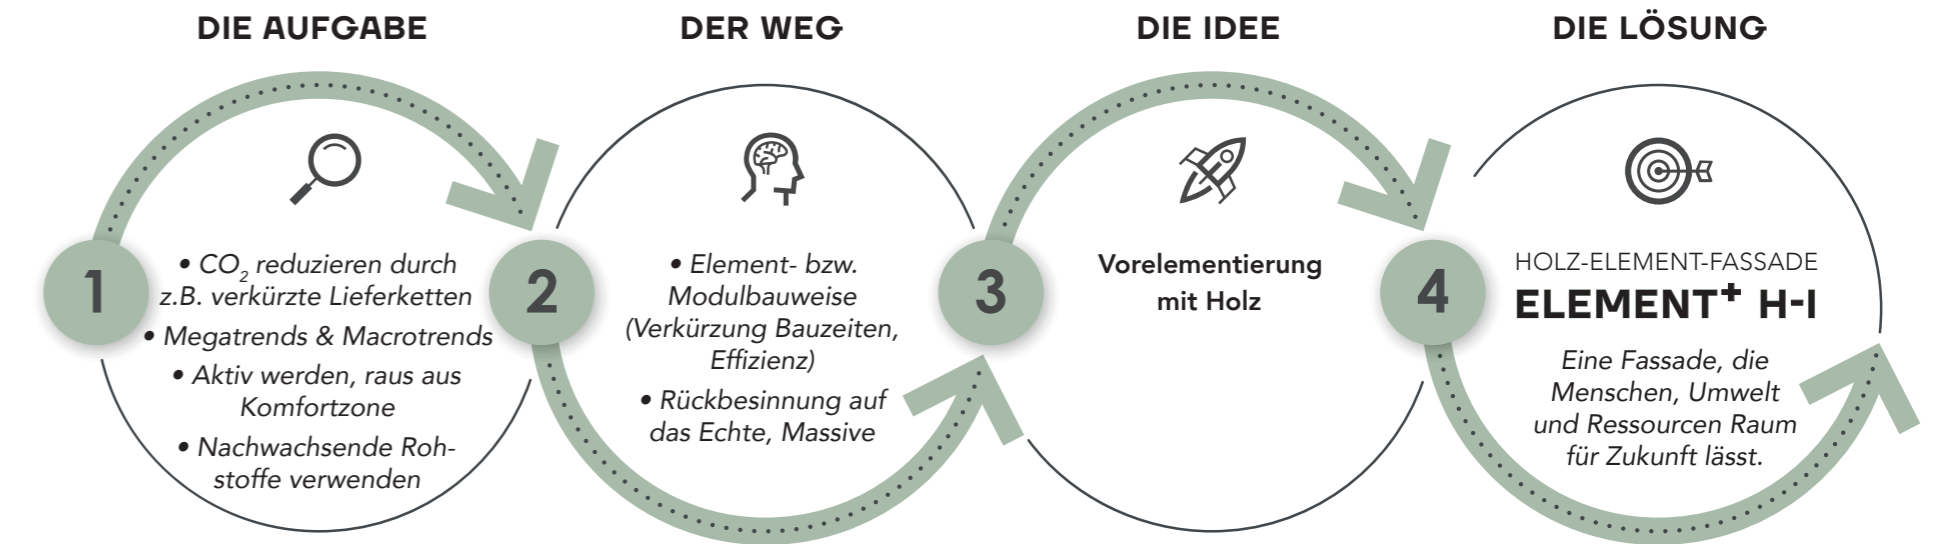 DIE AUFGABE
1
• CO₂ reduzieren durch
z.B. verkürzte Lieferketten
• Megatrends & Macrotrends
• Aktiv werden, raus aus
Komfortzone
• Nachwachsende Roh-
stoffe verwenden
DER WEG
2
• Element- bzw.
Modulbauweise
(Verkürzung Bauzeiten,
Effizienz)
• Rückbesinnung auf
das Echte, Massive
DIE IDEE
3
Vorelementierung
mit Holz
DIE LÖSUNG
4
HOLZ-ELEMENT-FASSADE
ELEMENT⁺ H-I
Eine Fassade, die
Menschen, Umwelt
und Ressourcen Raum
für Zukunft lässt.